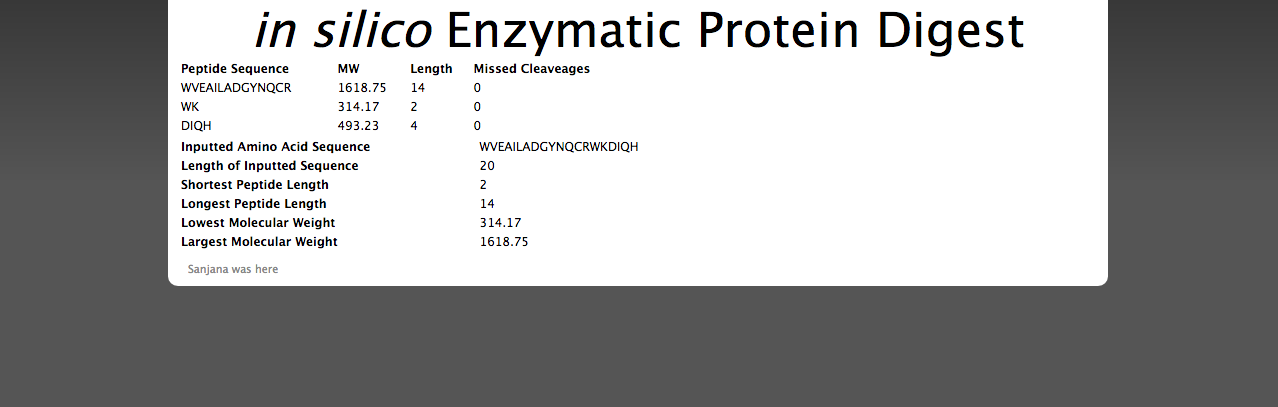 in silico Enzymatic Protein Digest
Peptide Sequence MW Length Missed Cleaveages
WVEAILADGYNQCR 1618.75 14 0
WK 314.17 2 0
DIQH 493.23 4 0
Inputted Amino Acid Sequence WVEAILADGYNQCRWKDIQH
Length of Inputted Sequence 20
Shortest Peptide Length 2
Longest Peptide Length 14
Lowest Molecular Weight 314.17
Largest Molecular Weight 1618.75
Sanjana was here